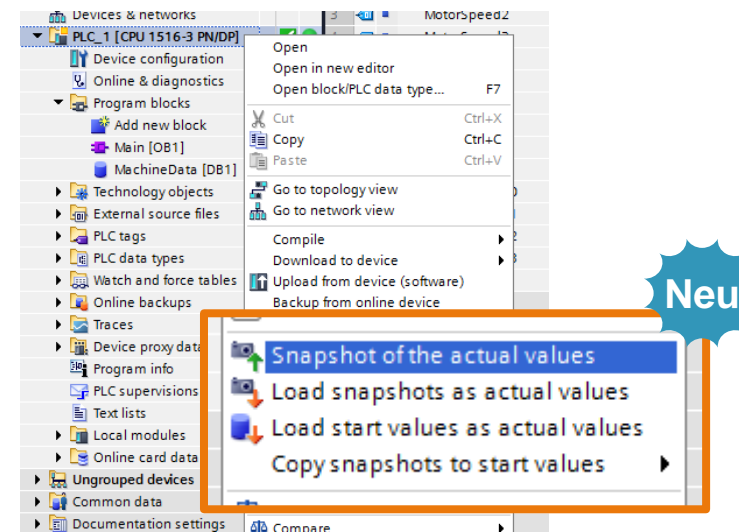 Devices & networks
PLC_1 [CPU 1516-3 PN/DP]
Device configuration
Online & diagnostics
Program blocks
Add new block
Main [OB1]
MachineData [DB1]
Technology objects
External source files
PLC tags
PLC data types
Watch and force tables
Online backups
Traces
Device proxy data
Program info
PLC supervisions
Text lists
Local modules
Online card data
Ungrouped devices
Common data
Documentation settings
3 MotorSpeed2
Open
Open in new editor
Open block/PLC data type... F7
Cut Ctrl+X
Copy Ctrl+C
Paste Ctrl+V
Go to topology view
Go to network view
Compile
Download to device
Upload from device (software)
Backup from online device
Neu
Snapshot of the actual values
Load snapshots as actual values
Load start values as actual values
Copy snapshots to start values
Compare